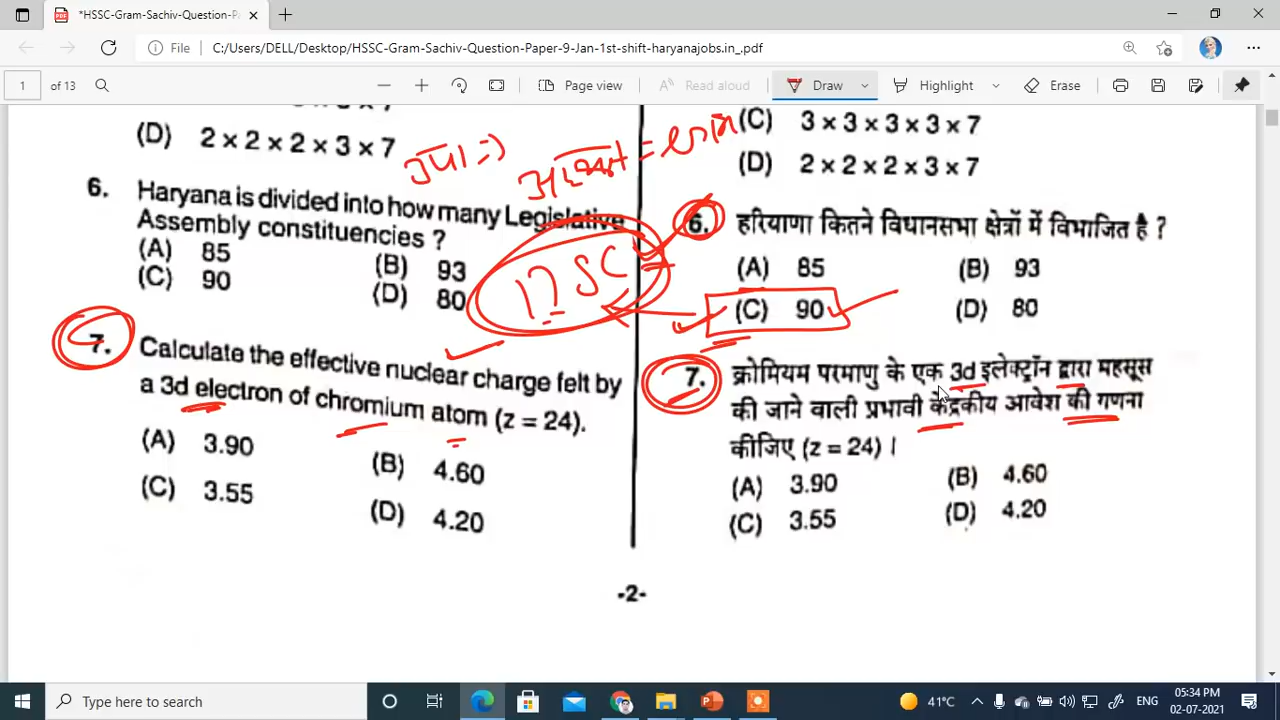 *HSSC-Gram-Sachiv-Question-P
File C:/Users/DELL/Desktop/HSSC-Gram-Sachiv-Question-Paper-9-Jan-1st-shift-haryanajobs.in_.pdf
1 of 13 Page view Read aloud Draw Highlight Erase
(D) 2 × 2 × 2 × 3 × 7
6. Haryana is divided into how many Legislative
Assembly constituencies ?
(A) 85 (B) 93
(C) 90 (D) 80
7. Calculate the effective nuclear charge felt by
a 3d electron of chromium atom (z = 24).
(A) 3.90 (B) 4.60
(C) 3.55 (D) 4.20
(C) 3 × 3 × 3 × 3 × 7
(D) 2 × 2 × 2 × 3 × 7
6. हरियाणा कितने विधानसभा क्षेत्रों में विभाजित है ?
(A) 85 (B) 93
(C) 90 (D) 80
7. क्रोमियम परमाणु के एक 3d इलेक्ट्रॉन द्वारा महसूस
की जाने वाली प्रभावी केंद्रकीय आवेश की गणना
कीजिए (z = 24) ।
(A) 3.90 (B) 4.60
(C) 3.55 (D) 4.20
17 SC
-2-
Type here to search
41°C ENG 05:34 PM
02-07-2021